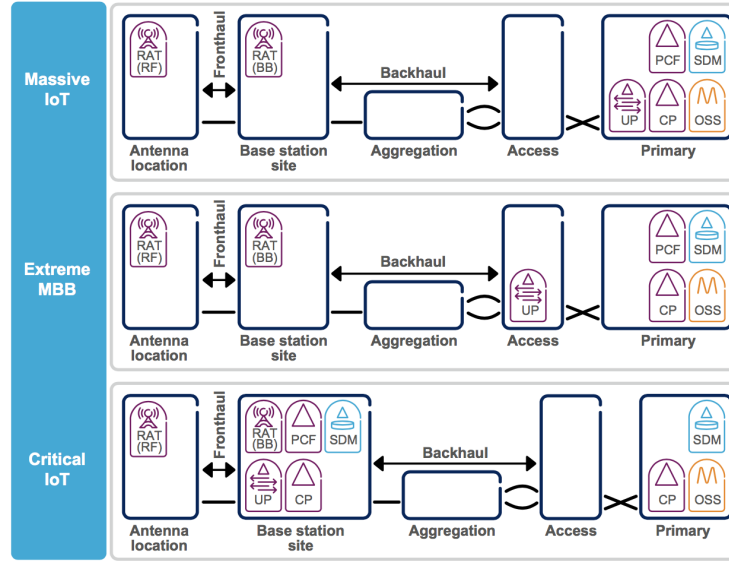 Massive
IoT
RAT
(RF)
Fronthaul
RAT
(BB)
Backhaul
PCF
SDM
UP
CP
OSS
Antenna
location
Base station
site
Aggregation
Access
Primary
Extreme
MBB
RAT
(RF)
Fronthaul
RAT
(BB)
Backhaul
UP
PCF
SDM
CP
OSS
Antenna
location
Base station
site
Aggregation
Access
Primary
Critical
IoT
RAT
(RF)
Fronthaul
RAT
(BB)
PCF
SDM
UP
CP
Backhaul
SDM
CP
OSS
Antenna
location
Base station
site
Aggregation
Access
Primary